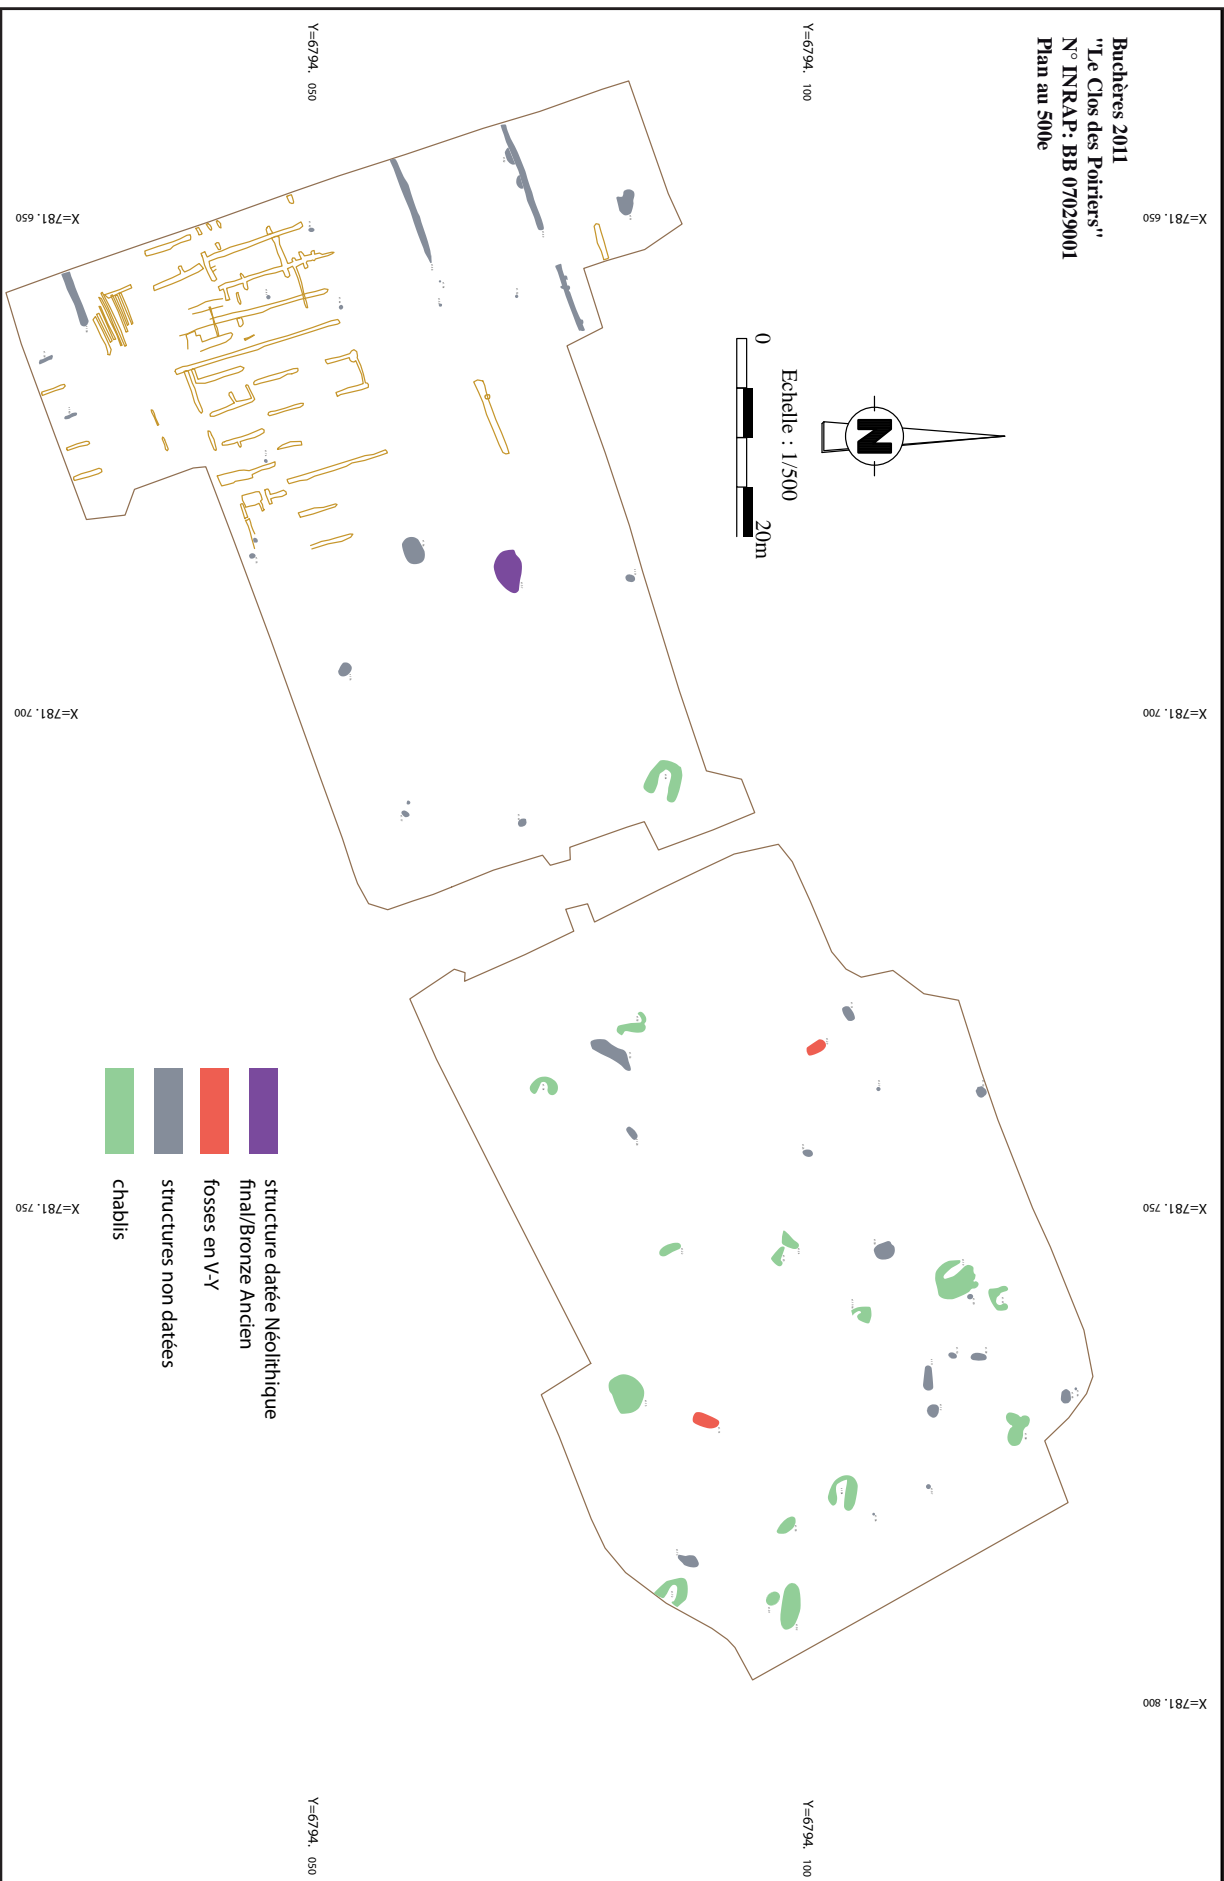 Buchères 2011
"Le Clos des Poiriers"
N° INRAP: BB 07029001
Plan au 500e
Y=6794. 100
Y=6794. 050
X=781. 650
X=781. 650
N
Echelle : 1/500
0
20m
X=781. 700
X=781. 700
X=781. 750
X=781. 750
X=781. 800
structure datée Néolithique
final/Bronze Ancien
fosses en V-Y
structures non datées
chablis
Y=6794. 100
Y=6794. 050